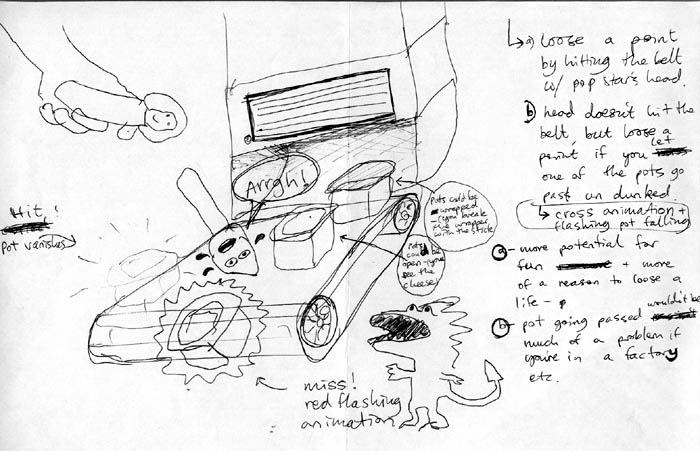 a) loose a point
by hitting the belt
w/ pop star's head.
b) head doesn't hit the
belt, but loose a
point if you let
one of the pots go
past un dunked.
cross animation +
flashing pot falling
a - more potential for
fun + more
of a reason to loose a
life -
b - pot going passed wouldn't be
much of a problem if
you're in a factory
etc.
Arrgh!
Pots could be
wrapped
- (you break
the wrapper
with the stick
pots
could b
open - you
see the
cheese
Hit!
Pot vanishes
miss!
red flashing
animation